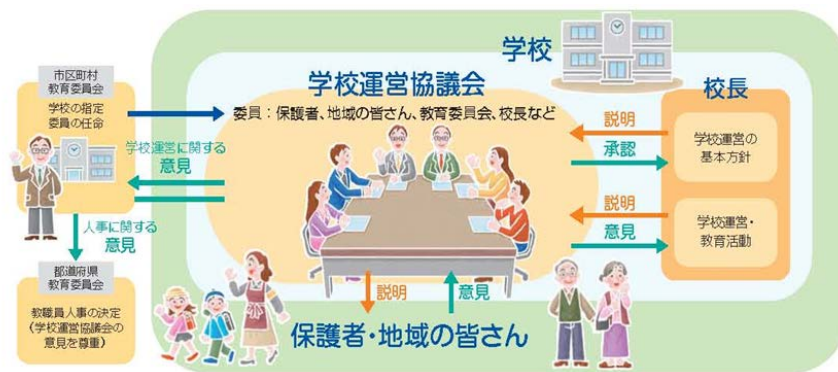 学校
学校運営協議会
委員：保護者、地域の皆さん、教育委員会、校長など
市区町村
教育委員会
学校の指定
委員の任命
学校運営に関する
意見
人事に関する
意見
都道府県
教育委員会
教職員人事の決定
(学校運営協議会の
意見を尊重)
校長
説明
承認
学校運営の
基本方針
説明
意見
学校運営・
教育活動
説明
意見
保護者・地域の皆さん